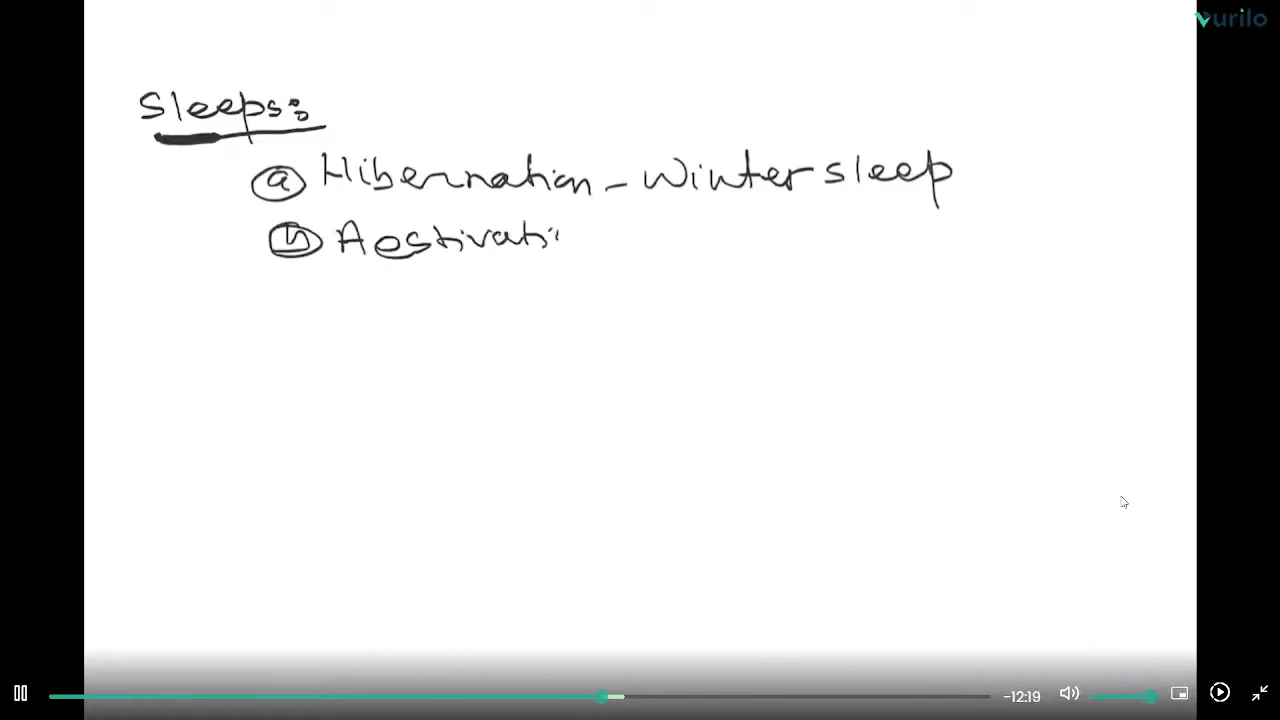 vurilo
Sleeps:
(a) Hibernation - Winter sleep
(b) Aestivati
-12:19